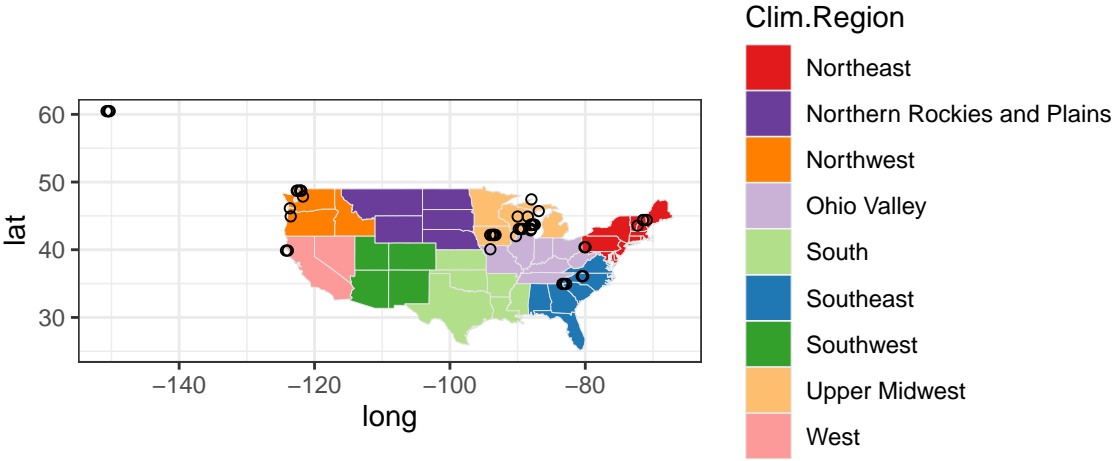 Clim.Region
Northeast
Northern Rockies and Plains
Northwest
Ohio Valley
South
Southeast
Southwest
Upper Midwest
West
lat
60
50
40
30
−140
−120
−100
−80
long